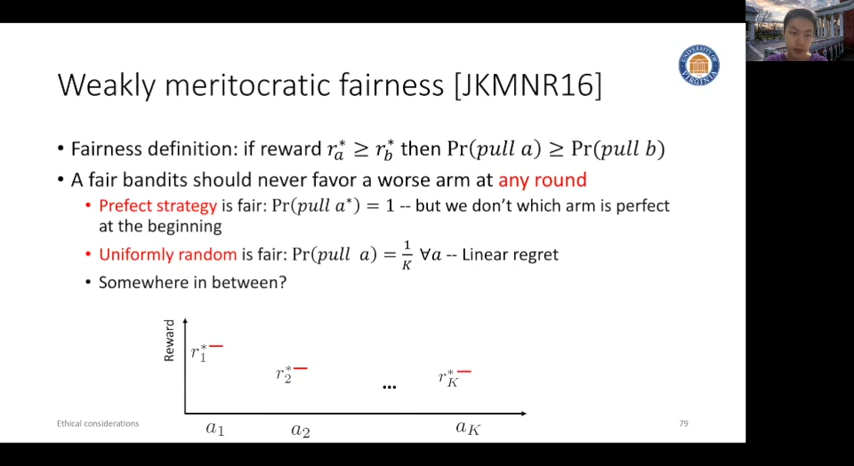 Weakly meritocratic fairness [JKMNR16]
UNIVERSITY OF VIRGINIA
• Fairness definition: if reward r*_a ≥ r*_b then Pr(pull a) ≥ Pr(pull b)
• A fair bandits should never favor a worse arm at any round
• Prefect strategy is fair: Pr(pull a*) = 1 -- but we don't which arm is perfect
at the beginning
• Uniformly random is fair: Pr(pull a) = 1/K ∀a -- Linear regret
• Somewhere in between?
Reward
r*_1
r*_2
...
r*_K
a_1
a_2
a_K
Ethical considerations
79